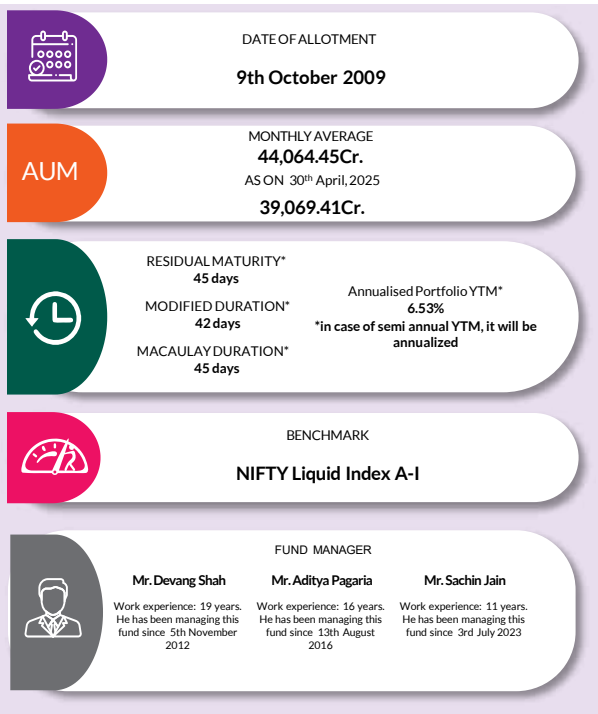 DATE OF ALLOTMENT
9th October 2009
AUM
MONTHLY AVERAGE
44,064.45Cr.
AS ON 30th April, 2025
39,069.41Cr.
RESIDUAL MATURITY*
45 days
MODIFIED DURATION*
42 days
MACAULAY DURATION*
45 days
Annualised Portfolio YTM*
6.53%
*in case of semi annual YTM, it will be
annualized
BENCHMARK
NIFTY Liquid Index A-I
FUND MANAGER
Mr. Devang Shah
Work experience: 19 years.
He has been managing this
fund since 5th November
2012
Mr. Aditya Pagaria
Work experience: 16 years.
He has been managing this
fund since 13th August
2016
Mr. Sachin Jain
Work experience: 11 years.
He has been managing this
fund since 3rd July 2023